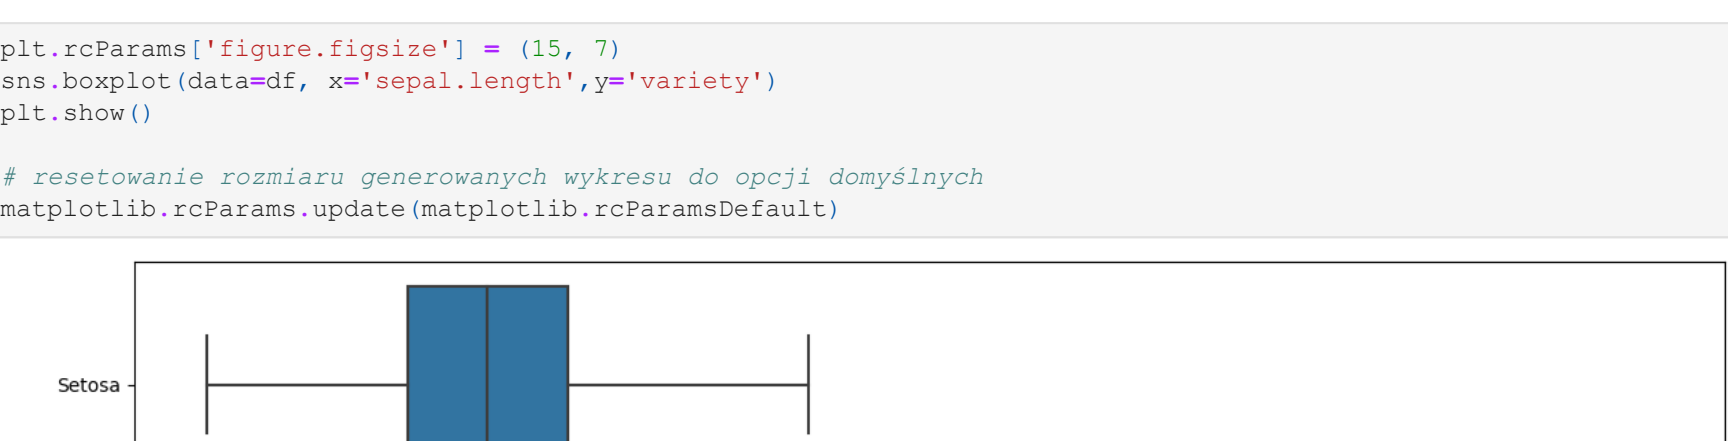 plt.rcParams['figure.figsize'] = (15, 7)
sns.boxplot(data=df, x='sepal.length',y='variety')
plt.show()
# resetowanie rozmiaru generowanych wykresu do opcji domyślnych
matplotlib.rcParams.update(matplotlib.rcParamsDefault)
Setosa